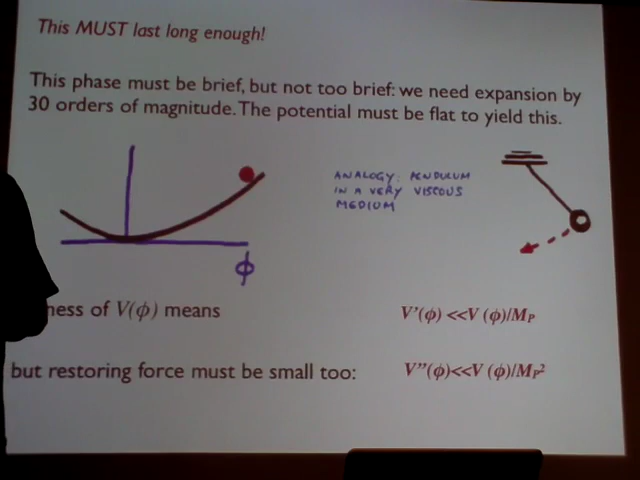 This MUST last long enough!
This phase must be brief, but not too brief: we need expansion by
30 orders of magnitude. The potential must be flat to yield this.
ANALOGY: PENDULUM
IN A VERY VISCOUS
MEDIUM
ϕ
ness of V(ϕ) means
V'(ϕ) <<V (ϕ)/MP
but restoring force must be small too:
V"(ϕ)<<V (ϕ)/MP²